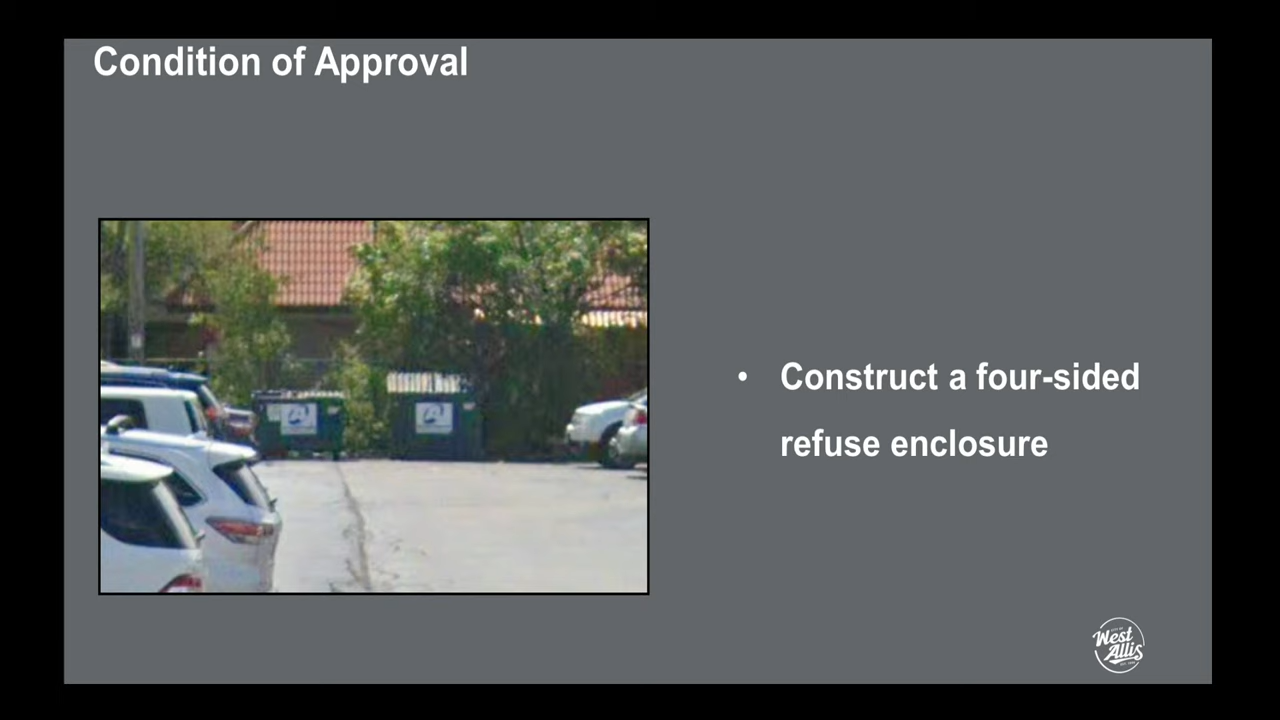 Condition of Approval
• Construct a four-sided
refuse enclosure
West
Allis